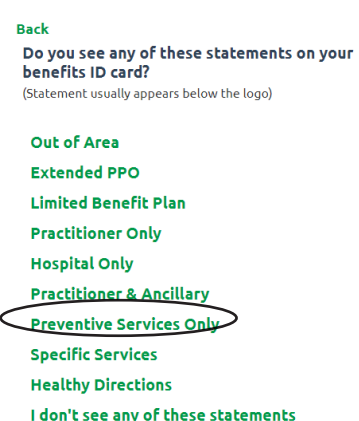 Back
Do you see any of these statements on your
benefits ID card?
(Statement usually appears below the logo)
Out of Area
Extended PPO
Limited Benefit Plan
Practitioner Only
Hospital Only
Practitioner & Ancillary
Preventive Services Only
Specific Services
Healthy Directions
I don't see any of these statements